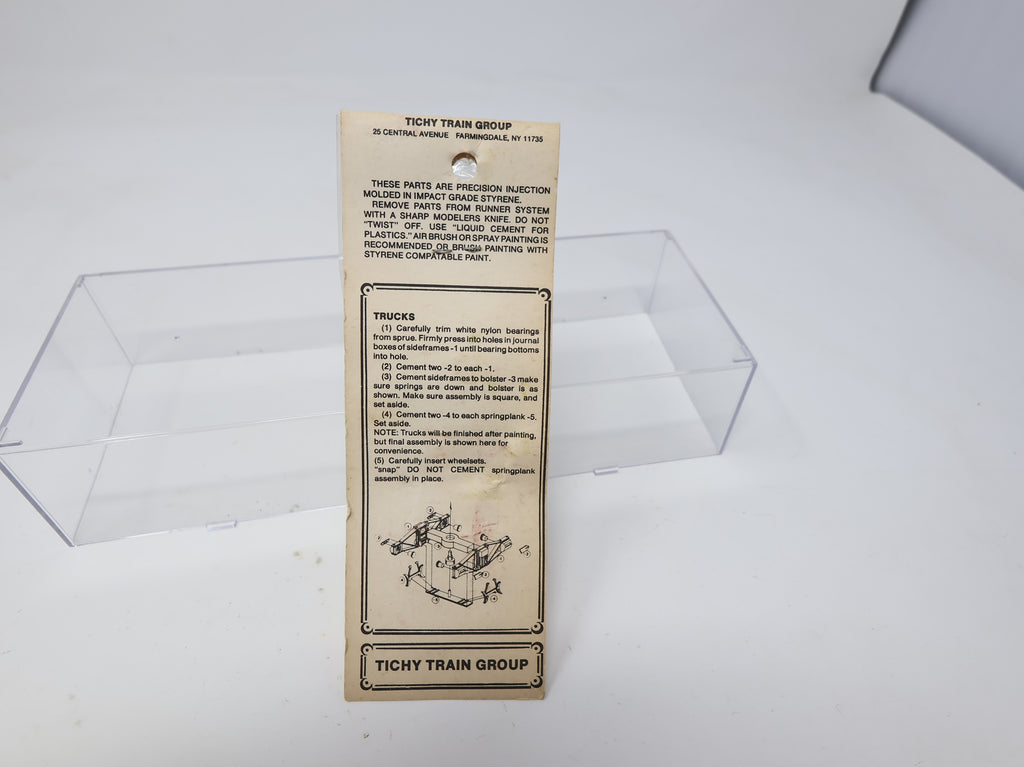 TICHY TRAIN GROUP
25 CENTRAL AVENUE FARMINGDALE, NY 11735
THESE PARTS ARE PRECISION INJECTION
MOLDED IN IMPACT GRADE STYRENE.
REMOVE PARTS FROM RUNNER SYSTEM
WITH A SHARP MODELERS KNIFE. DO NOT
"TWIST" OFF. USE "LIQUID CEMENT FOR
PLASTICS." AIR BRUSH OR SPRAY PAINTING IS
RECOMMENDED OR BRUSH PAINTING WITH
STYRENE COMPATABLE PAINT.
TRUCKS
(1) Carefully trim white nylon bearings
from sprue. Firmly press into holes in journal
boxes of sideframes -1 until bearing bottoms
into hole.
(2) Cement two -2 to each -1.
(3) Cement sideframes to bolster -3 make
sure springs are down and bolster is as
shown. Make sure assembly is square, and
set aside.
(4) Cement two -4 to each springplank -5.
Set aside.
NOTE: Trucks will be finished after painting,
but final assembly is shown here for
convenience.
(5) Carefully insert wheelsets.
"snap" DO NOT CEMENT springplank
assembly in place.
TICHY TRAIN GROUP